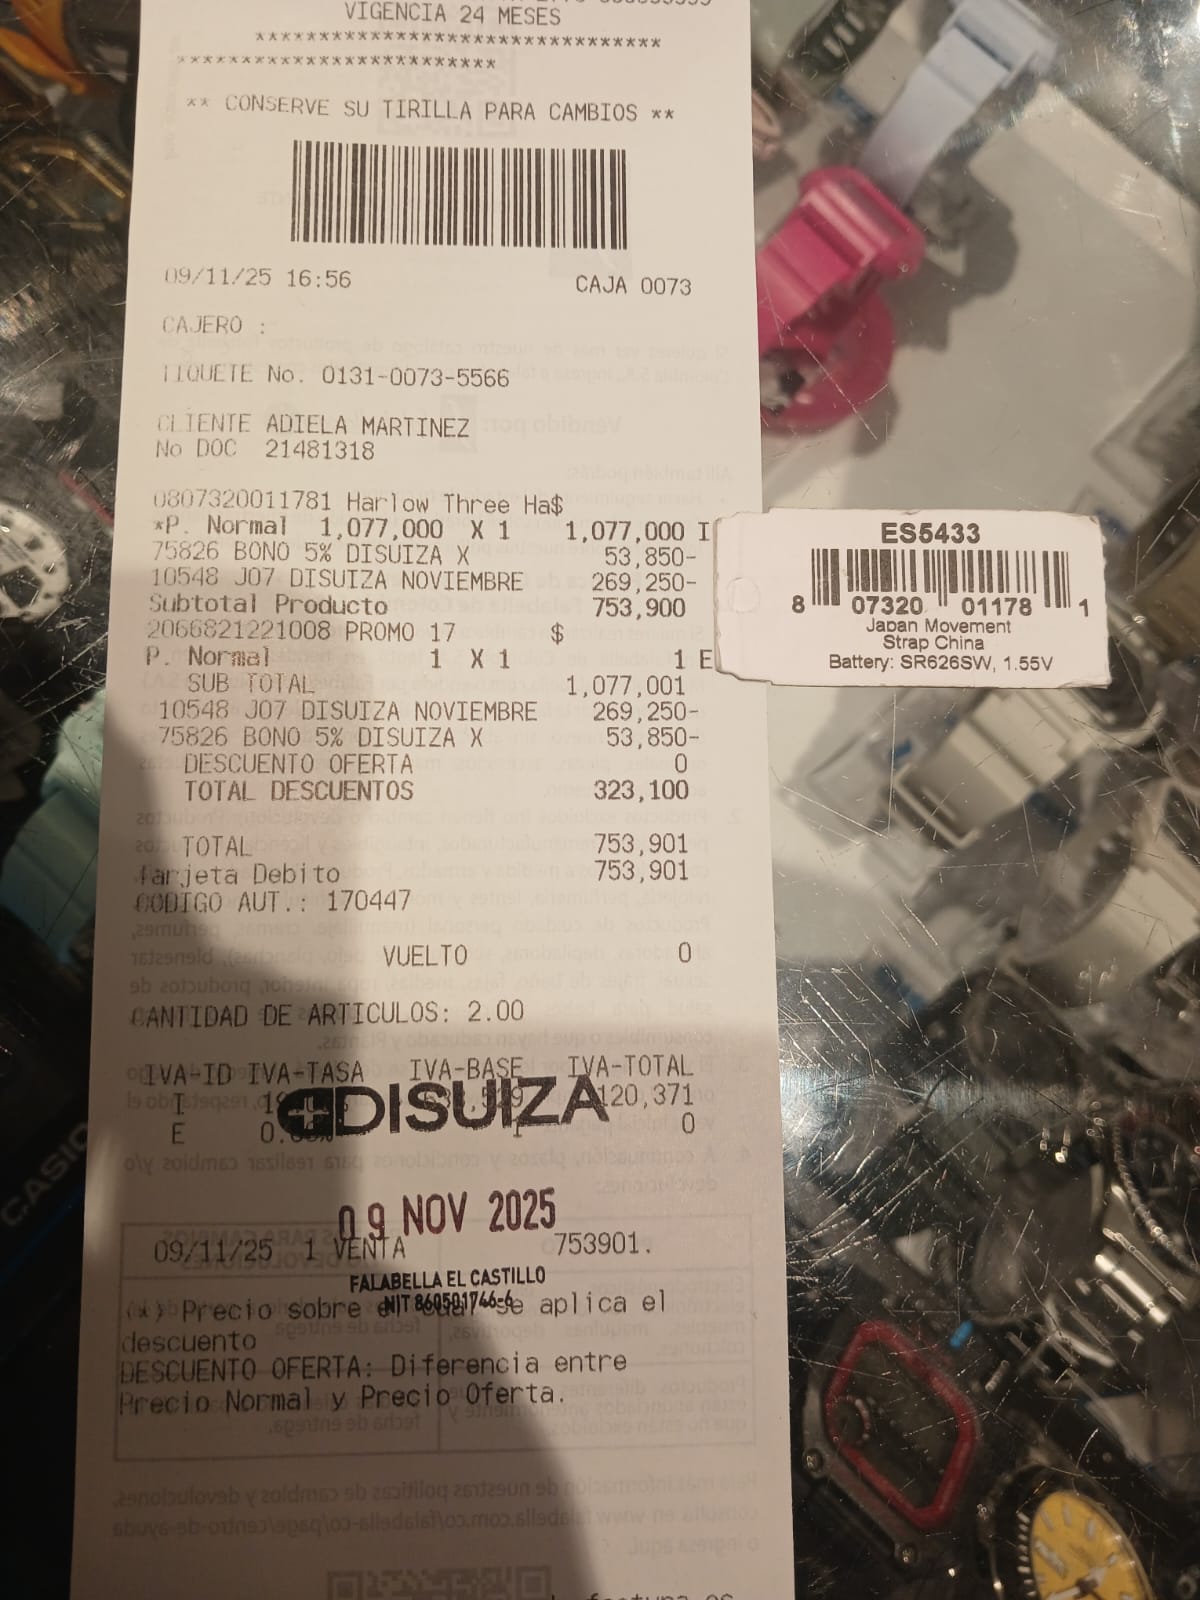 VIGENCIA 24 MESES
********************************
*************************
** CONSERVE SU TIRILLA PARA CAMBIOS **
09/11/25 16:56 CAJA 0073
CAJERO :
TIQUETE No. 0131-0073-5566
CLIENTE ADIELA MARTINEZ
No DOC 21481318
0807320011781 Harlow Three Ha$
*P. Normal 1,077,000 X 1 1,077,000 I
75826 BONO 5% DISUIZA X 53,850-
10548 J07 DISUIZA NOVIEMBRE 269,250-
Subtotal Producto 753,900
2066821221008 PROMO 17 $
P. Normal 1 X 1 1 E
SUB TOTAL 1,077,001
10548 J07 DISUIZA NOVIEMBRE 269,250-
75826 BONO 5% DISUIZA X 53,850-
DESCUENTO OFERTA 0
TOTAL DESCUENTOS 323,100
TOTAL 753,901
Tarjeta Debito 753,901
CODIGO AUT.: 170447
VUELTO 0
CANTIDAD DE ARTICULOS: 2.00
IVA-ID IVA-TASA IVA-BASE IVA-TOTAL
I 120,371
DISUIZA
E 1 0
09 NOV 2025
09/11/25 1 VENTA 753901.
FALABELLA EL CASTILLO
NIT 860501746-6
(*) Precio sobre el cual se aplica el
descuento
DESCUENTO OFERTA: Diferencia entre
Precio Normal y Precio Oferta.
ES5433
8 07320 01178 1
Japan Movement
Strap China
Battery: SR626SW, 1.55V
CASIO